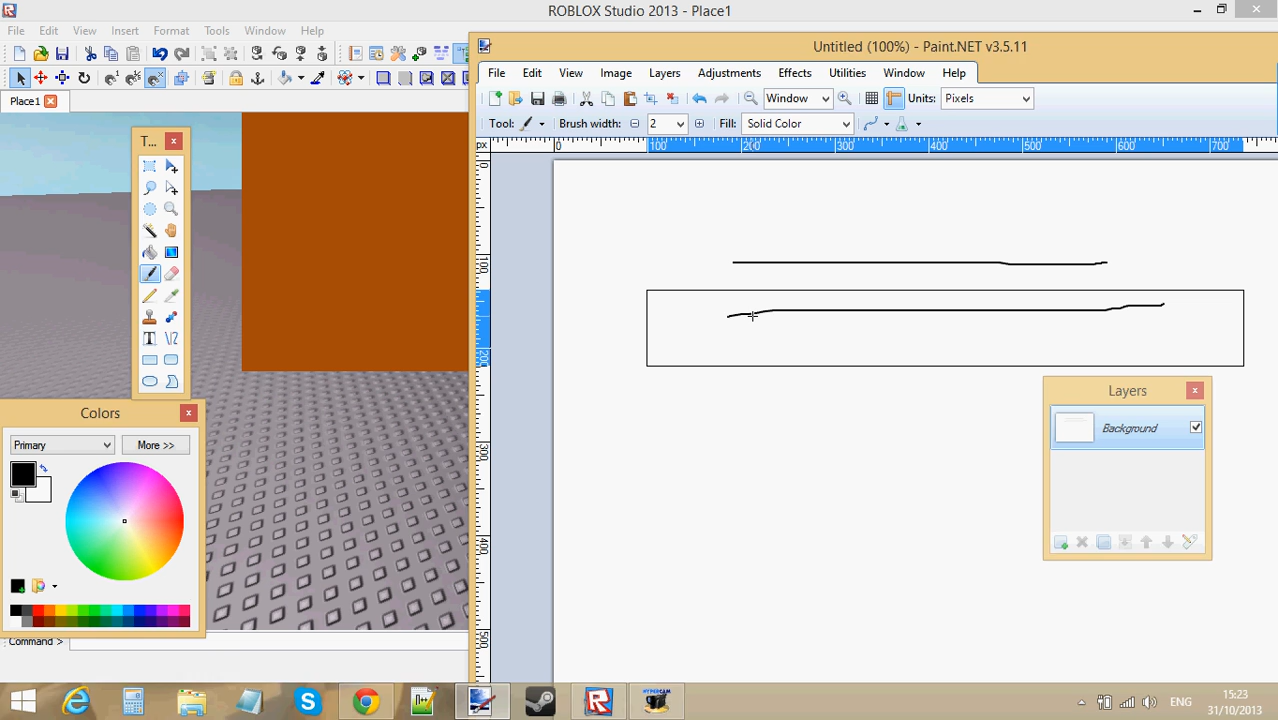 ROBLOX Studio 2013 - Place1
File Edit View Insert Format Tools Window Help
Place1
Untitled (100%) - Paint.NET v3.5.11
File Edit View Image Layers Adjustments Effects Utilities Window Help
Window Units: Pixels
Tool: Brush width: 2 Fill: Solid Color
px 0 100 200 300 400 500 600 700
0
100
200
300
400
500
T...
Colors
Primary More >>
Layers
Background
Command >
HYPERCAM
ENG
15:23
31/10/2013